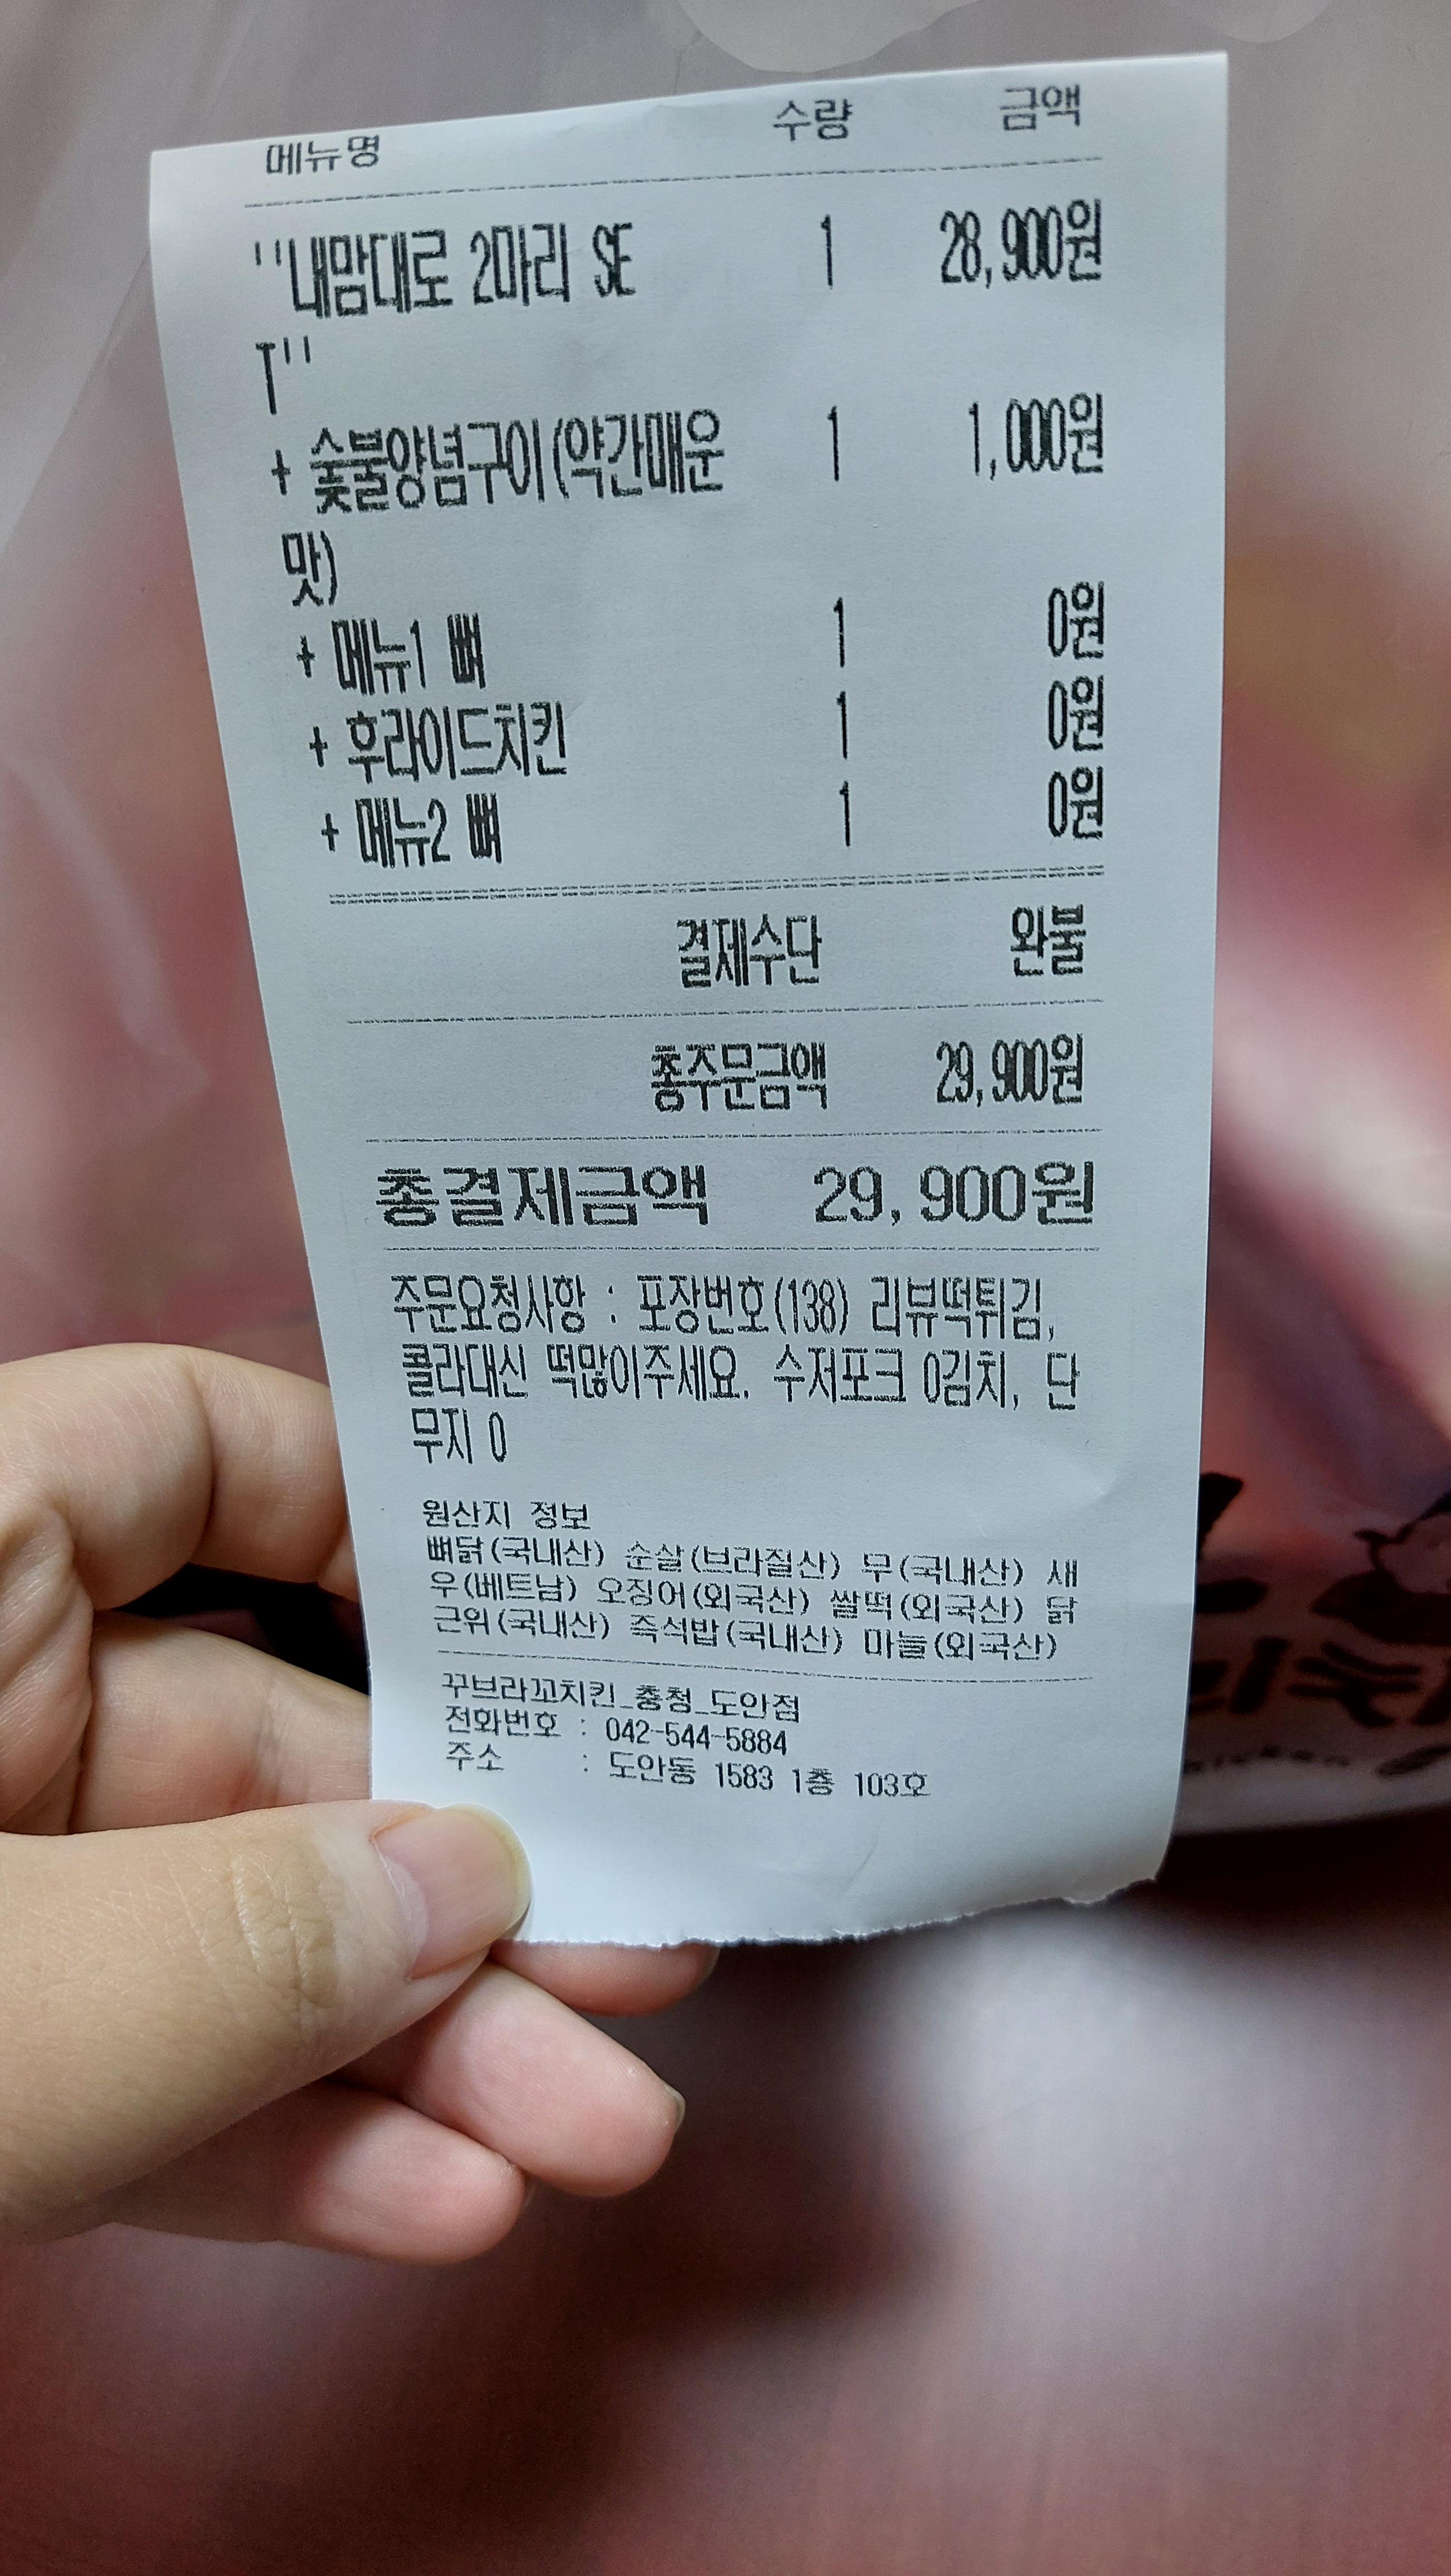 메뉴명 수량 금액
''내맘대로 2마리 SE 1 28,900원
T''
+ 숯불양념구이(약간매운 1 1,000원
맛)
+ 메뉴1 뼈 1 0원
+ 후라이드치킨 1 0원
+ 메뉴2 뼈 1 0원
결제수단 완불
총주문금액 29,900원
총결제금액 29,900원
주문요청사항 : 포장번호(138) 리뷰떡튀김,
콜라대신 떡많이주세요. 수저포크 0김치, 단
무지 0
원산지 정보
뼈닭(국내산) 순살(브라질산) 무(국내산) 새
우(베트남) 오징어(외국산) 쌀떡(외국산) 닭
근위(국내산) 즉석밥(국내산) 마늘(외국산)
꾸브라꼬치킨_충청_도안점
전화번호 : 042-544-5884
주소 : 도안동 1583 1층 103호